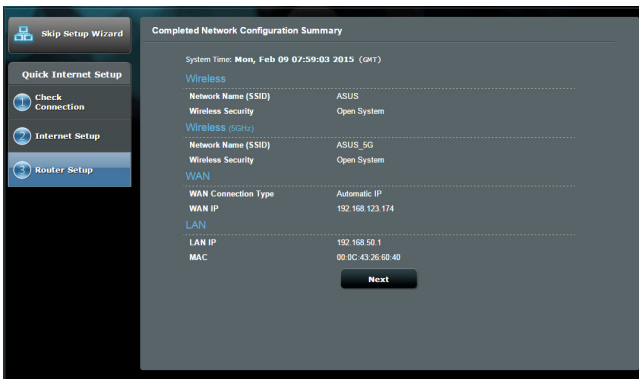 Skip Setup Wizard
Quick Internet Setup
1 Check Connection
2 Internet Setup
3 Router Setup
Completed Network Configuration Summary
System Time: Mon, Feb 09 07:59:03 2015 (GMT)
Wireless
Network Name (SSID) ASUS
Wireless Security Open System
Wireless (5GHz)
Network Name (SSID) ASUS_5G
Wireless Security Open System
WAN
WAN Connection Type Automatic IP
WAN IP 192.168.123.174
LAN
LAN IP 192.168.50.1
MAC 00:0C:43:26:60:40
Next